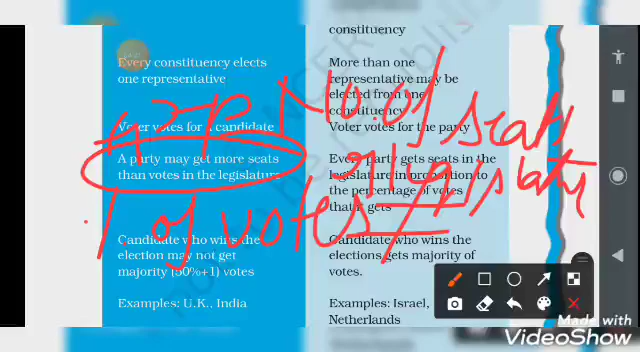 constituency
Every constituency elects
one representative
More than one
representative may be
elected from one
constituency
Voter votes for a candidate
Voter votes for the party
A party may get more seats
than votes in the legislature
Every party gets seats in the
legislature in proportion to
the percentage of votes
that it gets
No. of seats
of votes
Candidate who wins the
election may not get
majority (50%+1) votes
Candidate who wins the
elections gets majority of
votes.
Examples: U.K., India
Examples: Israel,
Netherlands
Made with
VideoShow